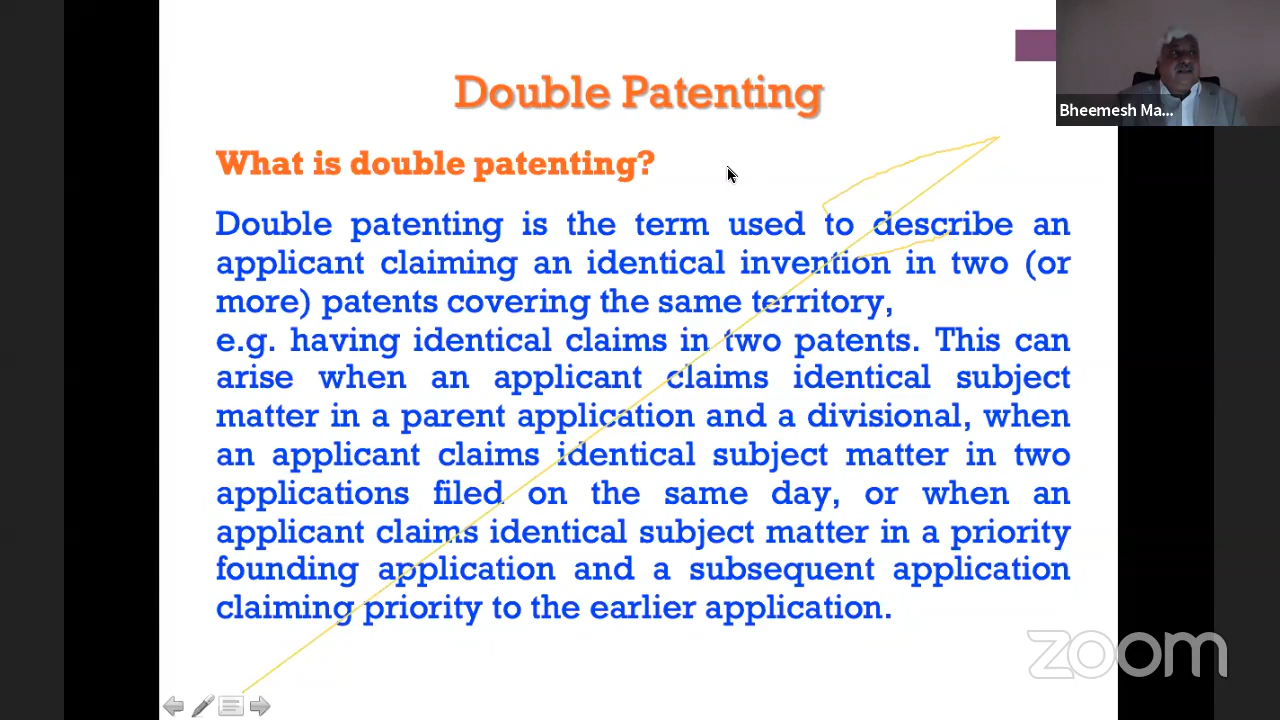 Double Patenting
Bheemesh Ma...
What is double patenting?
Double patenting is the term used to describe an
applicant claiming an identical invention in two (or
more) patents covering the same territory,
e.g. having identical claims in two patents. This can
arise when an applicant claims identical subject
matter in a parent application and a divisional, when
an applicant claims identical subject matter in two
applications filed on the same day, or when an
applicant claims identical subject matter in a priority
founding application and a subsequent application
claiming priority to the earlier application.
zoom